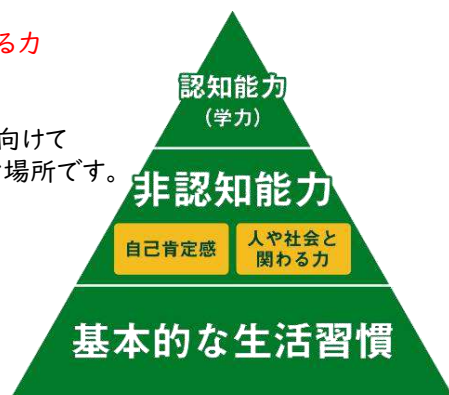 る力
向けて
場所です。
認知能力
(学力)
非認知能力
自己肯定感
人や社会と
関わる力
基本的な生活習慣